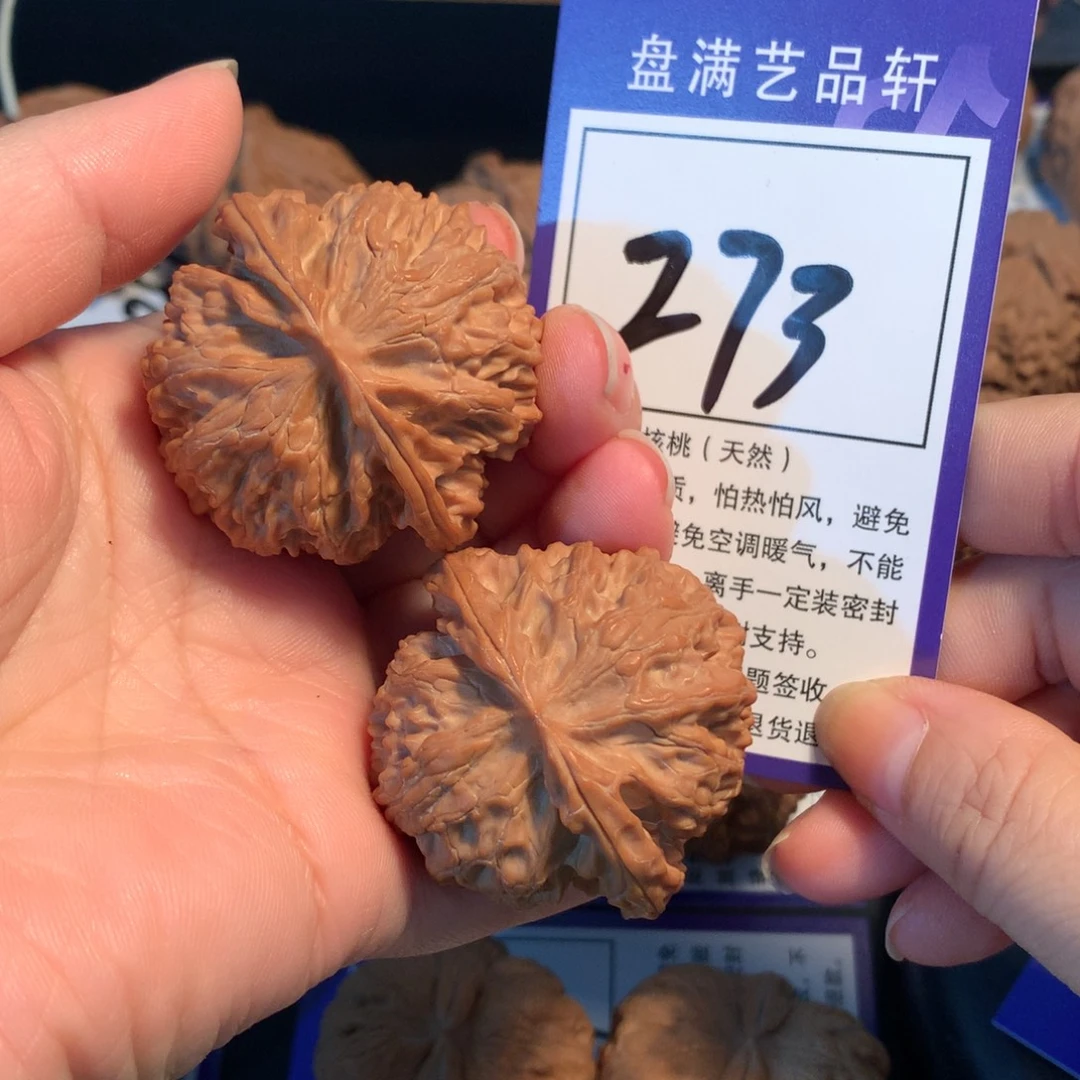 盘满艺品轩
273
核桃（天然）
质，怕热怕风，避免
避免空调暖气，不能
离手一定装密封
谢支持。
题签收
退货退